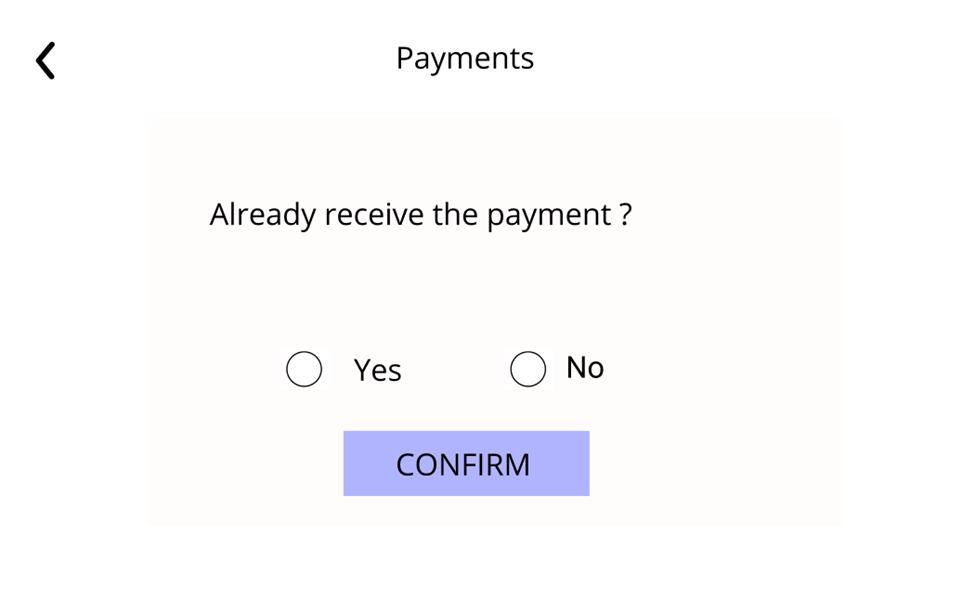 Payments
Already receive the payment ?
Yes No
CONFIRM